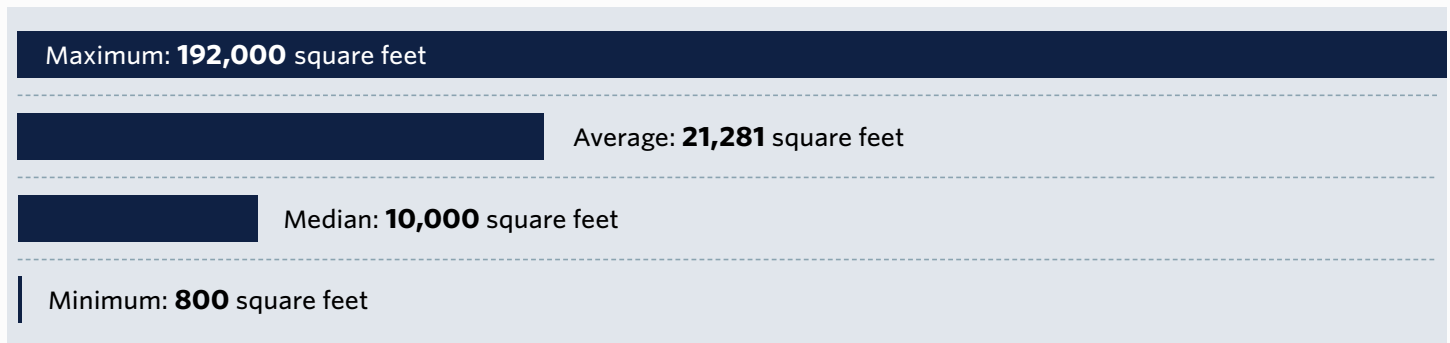 Maximum: 192,000 square feet
Average: 21,281 square feet
Median: 10,000 square feet
Minimum: 800 square feet